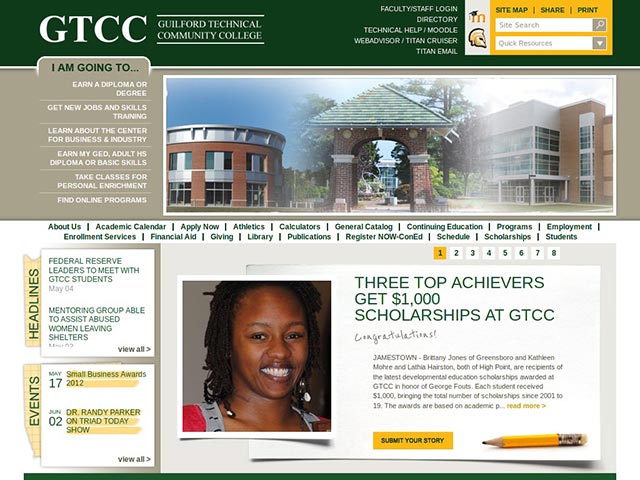 GTCC
GUILFORD TECHNICAL
COMMUNITY COLLEGE
FACULTY/STAFF LOGIN
DIRECTORY
TECHNICAL HELP / MOODLE
WEBADVISOR / TITAN CRUISER
TITAN EMAIL
SITE MAP | SHARE | PRINT
Site Search
Quick Resources
I AM GOING TO...
EARN A DIPLOMA OR
DEGREE
GET NEW JOBS AND SKILLS
TRAINING
LEARN ABOUT THE CENTER
FOR BUSINESS & INDUSTRY
EARN MY GED, ADULT HS
DIPLOMA OR BASIC SKILLS
TAKE CLASSES FOR
PERSONAL ENRICHMENT
FIND ONLINE PROGRAMS
About Us | Academic Calendar | Apply Now | Athletics | Calculators | General Catalog | Continuing Education | Programs | Employment |
Enrollment Services | Financial Aid | Giving | Library | Publications | Register NOW-ConEd | Schedule | Scholarships | Students
1 2 3 4 5 6 7 8
HEADLINES
FEDERAL RESERVE
LEADERS TO MEET WITH
GTCC STUDENTS
May 04
MENTORING GROUP ABLE
TO ASSIST ABUSED
WOMEN LEAVING
SHELTERS
May 03
view all >
EVENTS
MAY
17
Small Business Awards
2012
JUN
02
DR. RANDY PARKER
ON TRIAD TODAY
SHOW
view all >
THREE TOP ACHIEVERS
GET $1,000
SCHOLARSHIPS AT GTCC
Congratulations!
JAMESTOWN - Brittany Jones of Greensboro and Kathleen
Mohre and Lathia Hairston, both of High Point, are recipients of
the latest developmental education scholarships awarded at
GTCC in honor of George Fouts. Each student received
$1,000, bringing the total number of scholarships since 2001 to
19. The awards are based on academic p... read more >
SUBMIT YOUR STORY